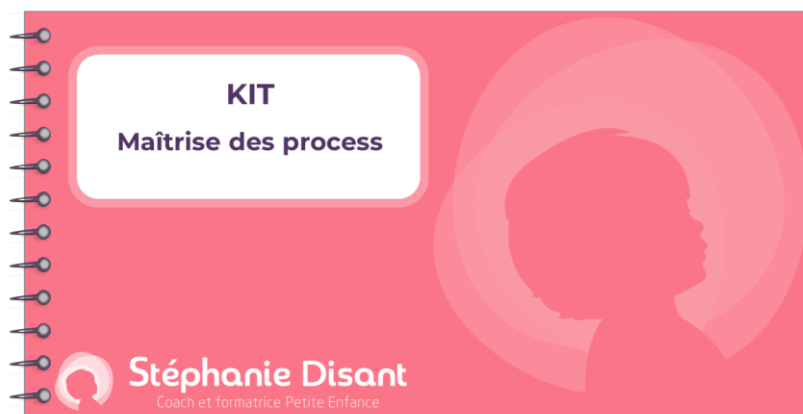 KIT
Maîtrise des process
Stéphanie Disant
Coach et formatrice Petite Enfance